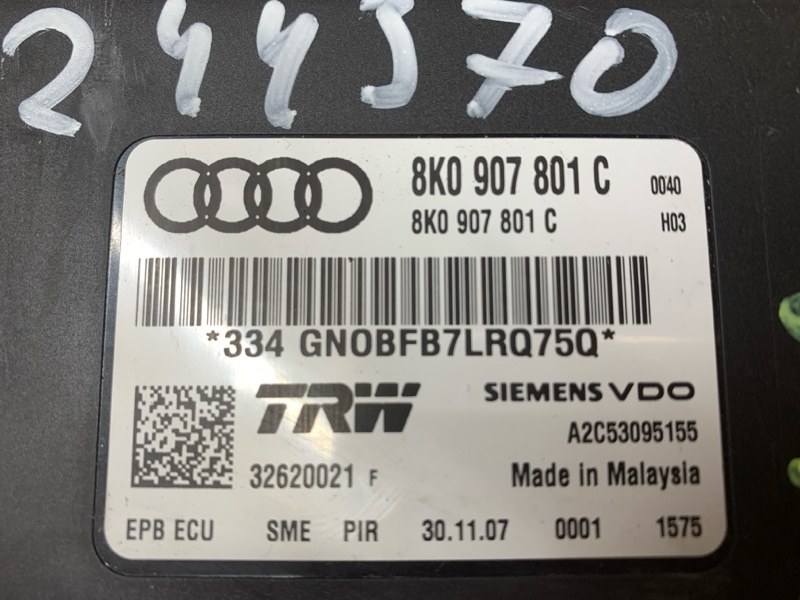 244570
8K0 907 801 C 0040
8K0 907 801 C H03
*334 GNOBFB7LRQ75Q*
TRW SIEMENS VDO
A2C53095155
32620021 F Made in Malaysia
EPB ECU SME PIR 30.11.07 0001 1575